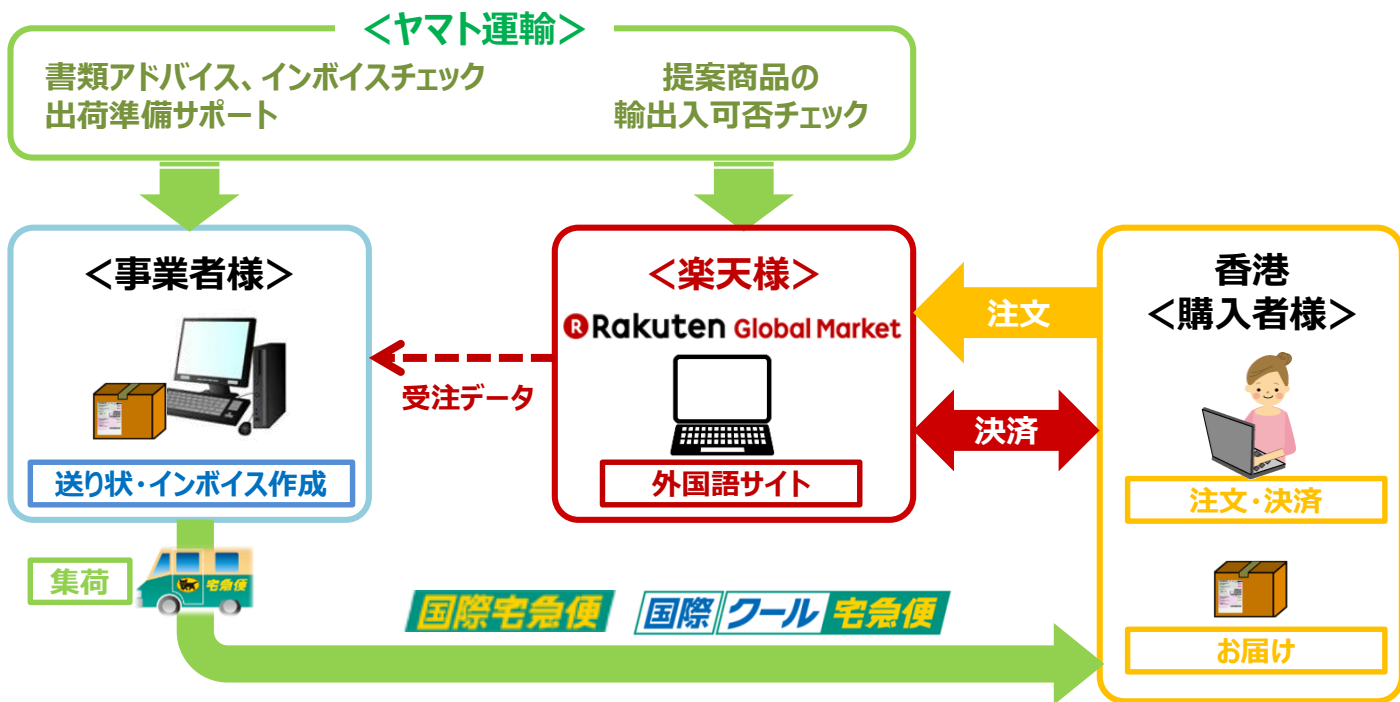 ＜ヤマト運輸＞
書類アドバイス、インボイスチェック
出荷準備サポート
提案商品の
輸出入可否チェック
＜事業者様＞
送り状・インボイス作成
受注データ
＜楽天様＞
R Rakuten Global Market
外国語サイト
注文
決済
香港
＜購入者様＞
注文・決済
お届け
集荷
宅急便
国際宅急便
国際クール宅急便